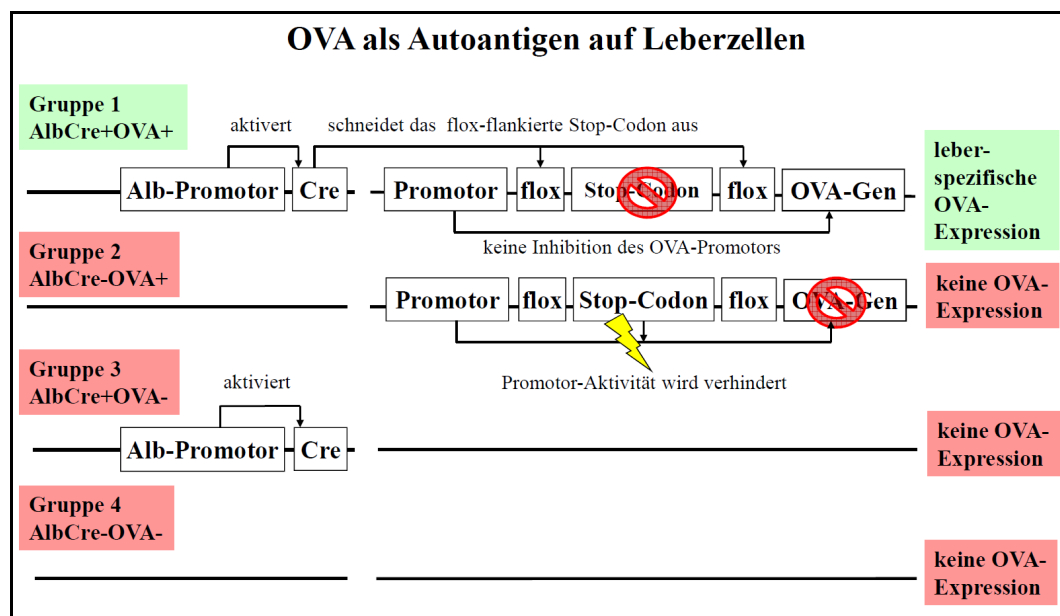 OVA als Autoantigen auf Leberzellen
Gruppe 1
AlbCre+OVA+
aktivert
schneidet das flox-flankierte Stop-Codon aus
Alb-Promotor
Cre
Promotor
flox
Stop-Codon
flox
OVA-Gen
leber-
spezifische
OVA-
Expression
keine Inhibition des OVA-Promotors
Gruppe 2
AlbCre-OVA+
Promotor
flox
Stop-Codon
flox
OVA-Gen
keine OVA-
Expression
Promotor-Aktivität wird verhindert
Gruppe 3
AlbCre+OVA-
aktiviert
Alb-Promotor
Cre
keine OVA-
Expression
Gruppe 4
AlbCre-OVA-
keine OVA-
Expression